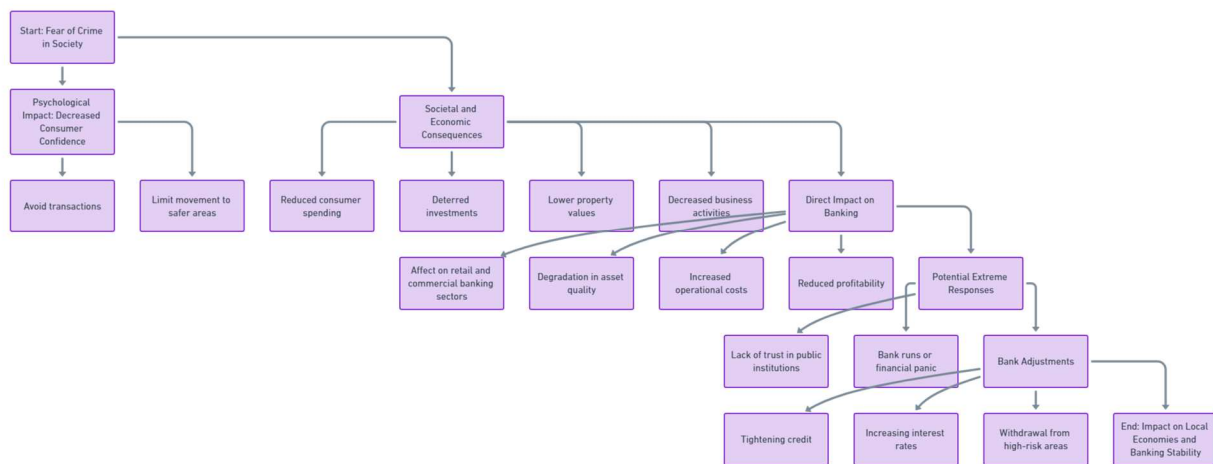 Start: Fear of Crime
in Society
Psychological
Impact: Decreased
Consumer
Confidence
Societal and
Economic
Consequences
Avoid transactions
Limit movement to
safer areas
Reduced consumer
spending
Deterred
investments
Lower property
values
Decreased business
activities
Direct Impact on
Banking
Affect on retail and
commercial banking
sectors
Degradation in asset
quality
Increased
operational costs
Reduced profitability
Potential Extreme
Responses
Lack of trust in public
institutions
Bank runs or
financial panic
Bank Adjustments
Tightening credit
Increasing interest
rates
Withdrawal from
high-risk areas
End: Impact on Local
Economies and
Banking Stability